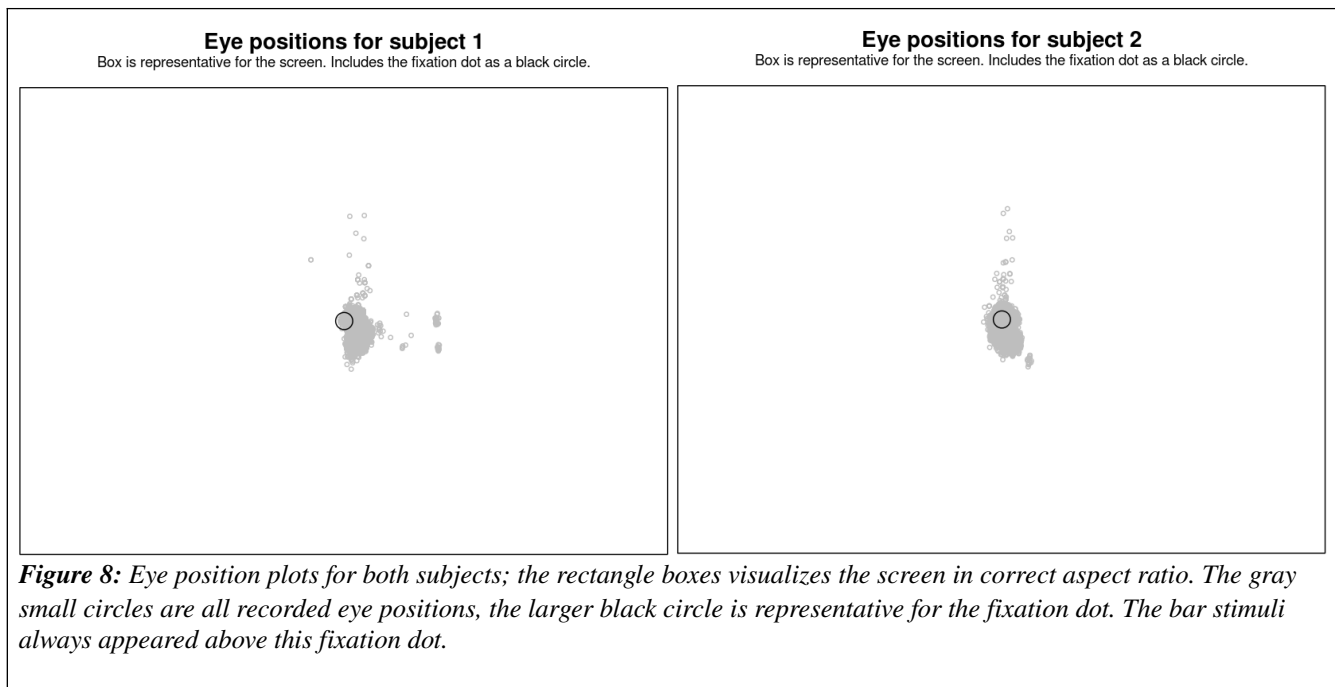 Eye positions for subject 1
Box is representative for the screen. Includes the fixation dot as a black circle.
Eye positions for subject 2
Box is representative for the screen. Includes the fixation dot as a black circle.
Figure 8: Eye position plots for both subjects; the rectangle boxes visualizes the screen in correct aspect ratio. The gray
small circles are all recorded eye positions, the larger black circle is representative for the fixation dot. The bar stimuli
always appeared above this fixation dot.